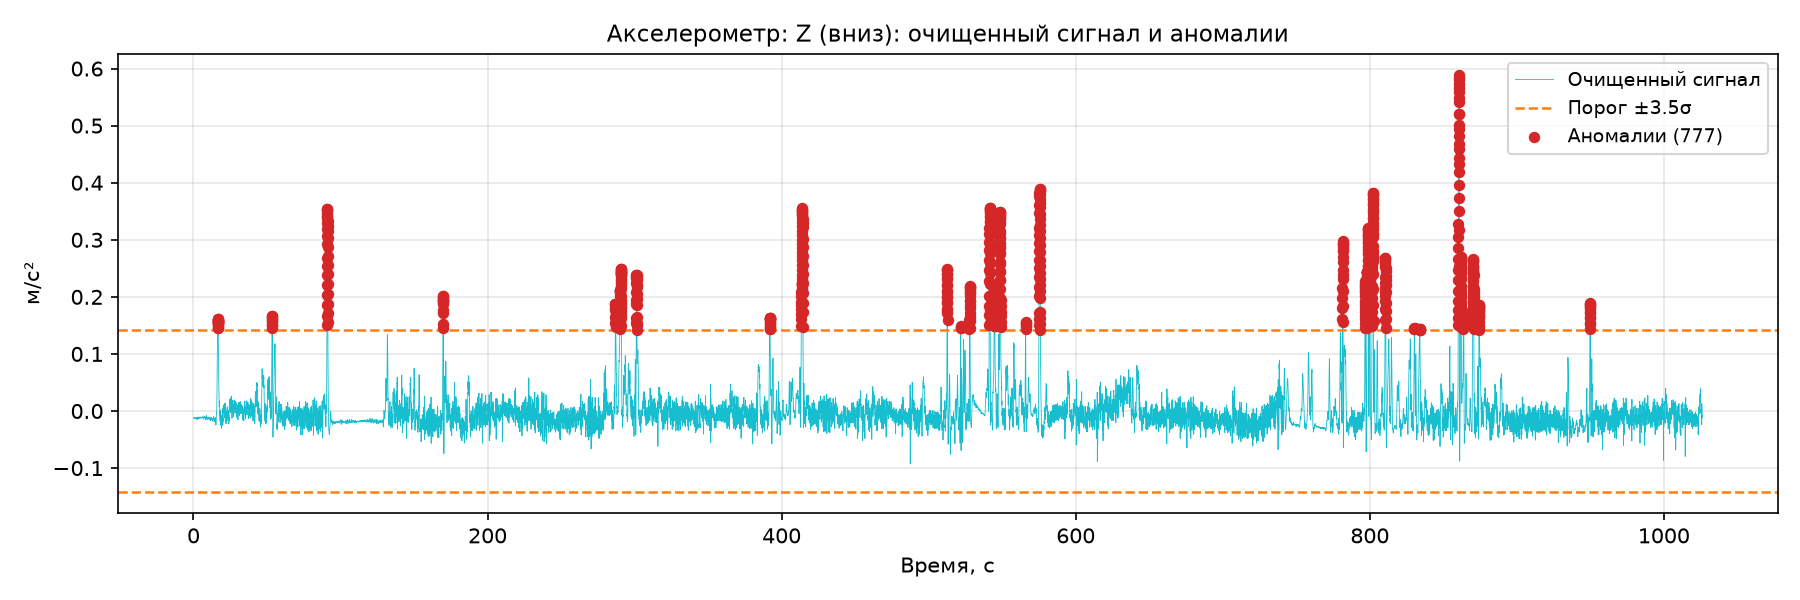 Акселерометр: Z (вниз): очищенный сигнал и аномалии
Очищенный сигнал
Порог ±3.5σ
Аномалии (777)
м/с²
0.6
0.5
0.4
0.3
0.2
0.1
0.0
−0.1
0 200 400 600 800 1000
Время, с